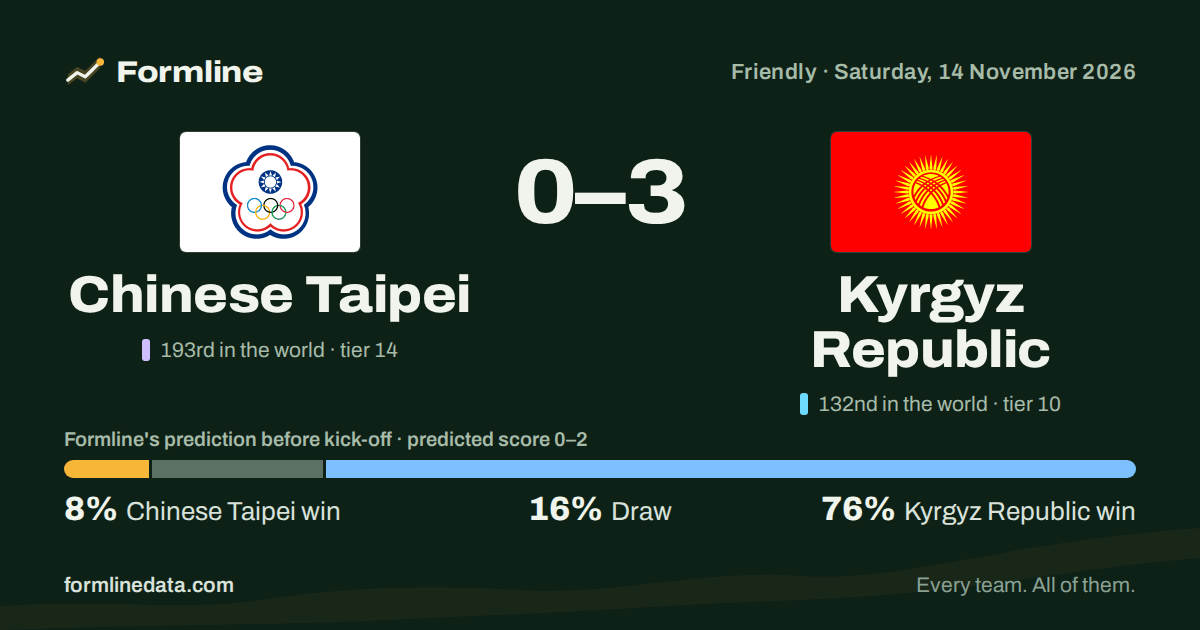 Formline
Friendly · Saturday, 14 November 2026
0–3
Chinese Taipei
193rd in the world · tier 14
Kyrgyz
Republic
132nd in the world · tier 10
Formline's prediction before kick-off · predicted score 0–2
8% Chinese Taipei win
16% Draw
76% Kyrgyz Republic win
formlinedata.com
Every team. All of them.